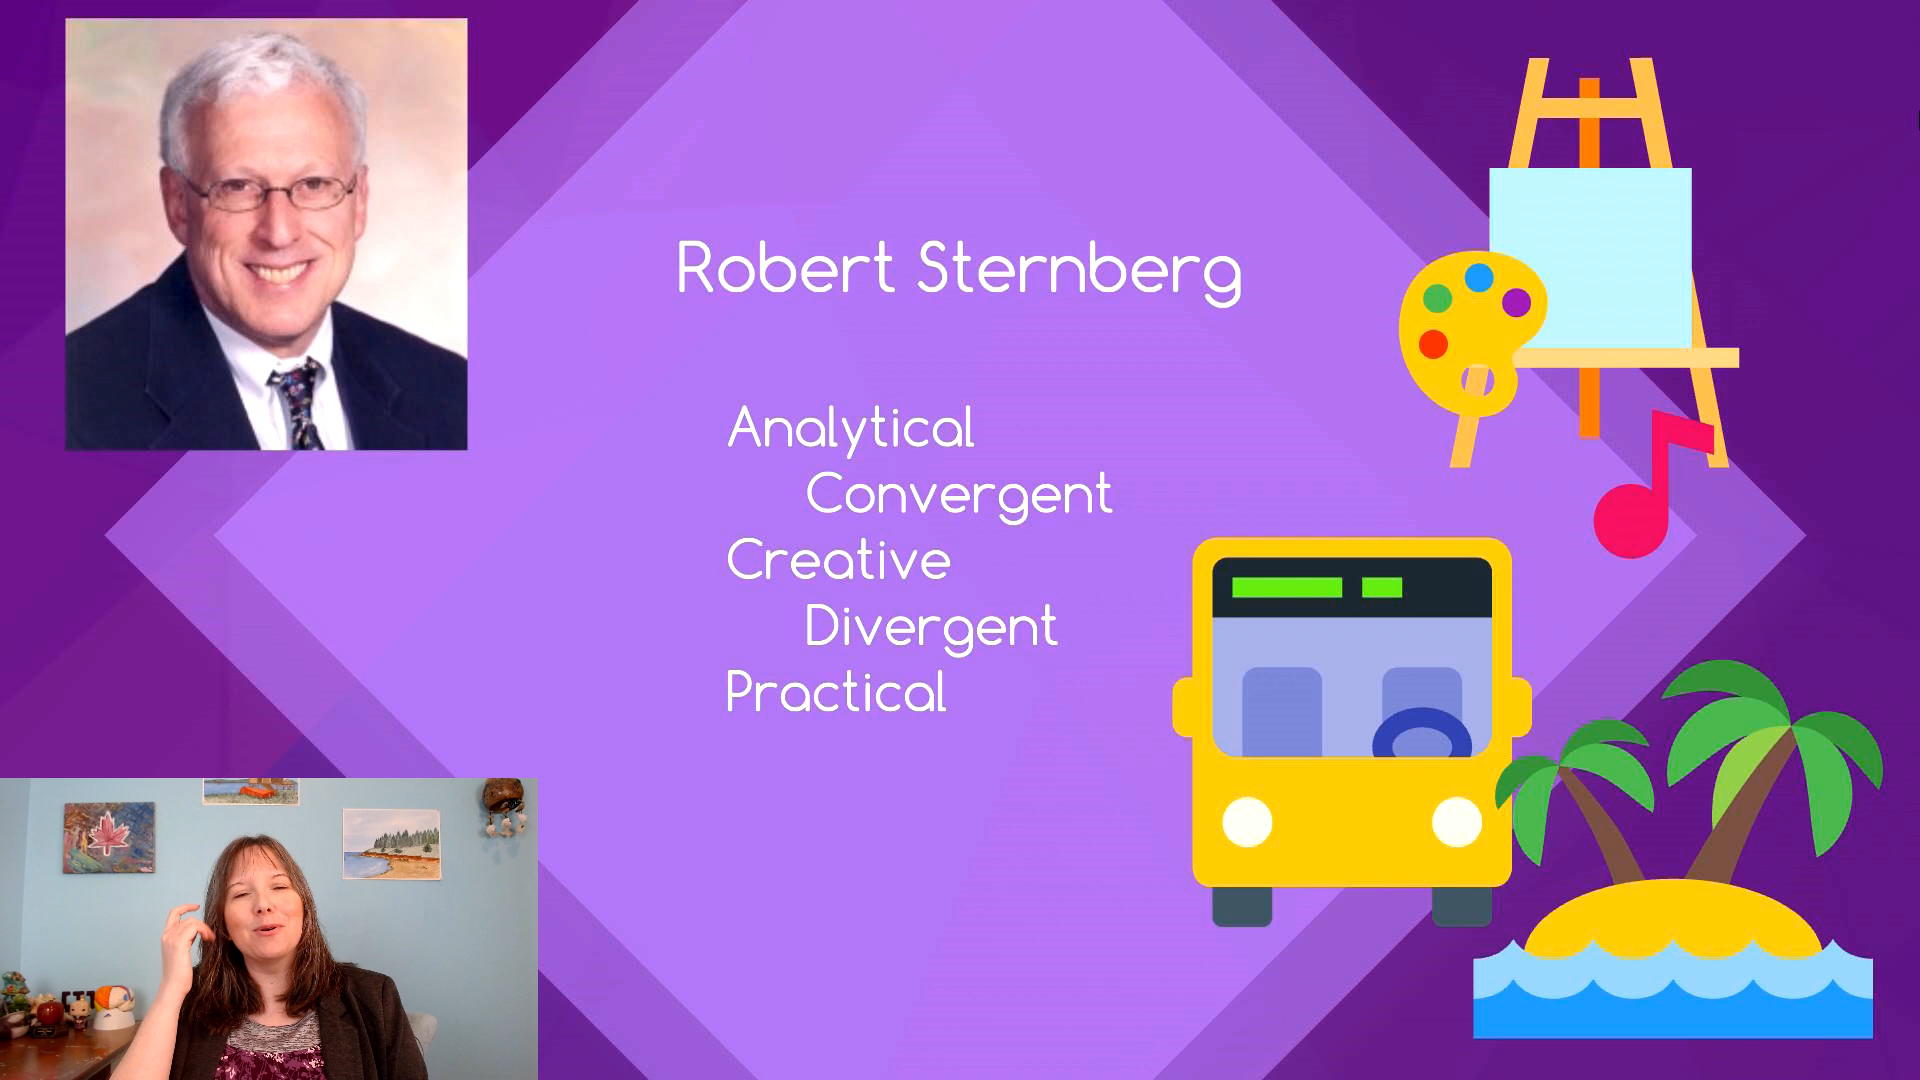 Robert Sternberg
Analytical
Convergent
Creative
Divergent
Practical